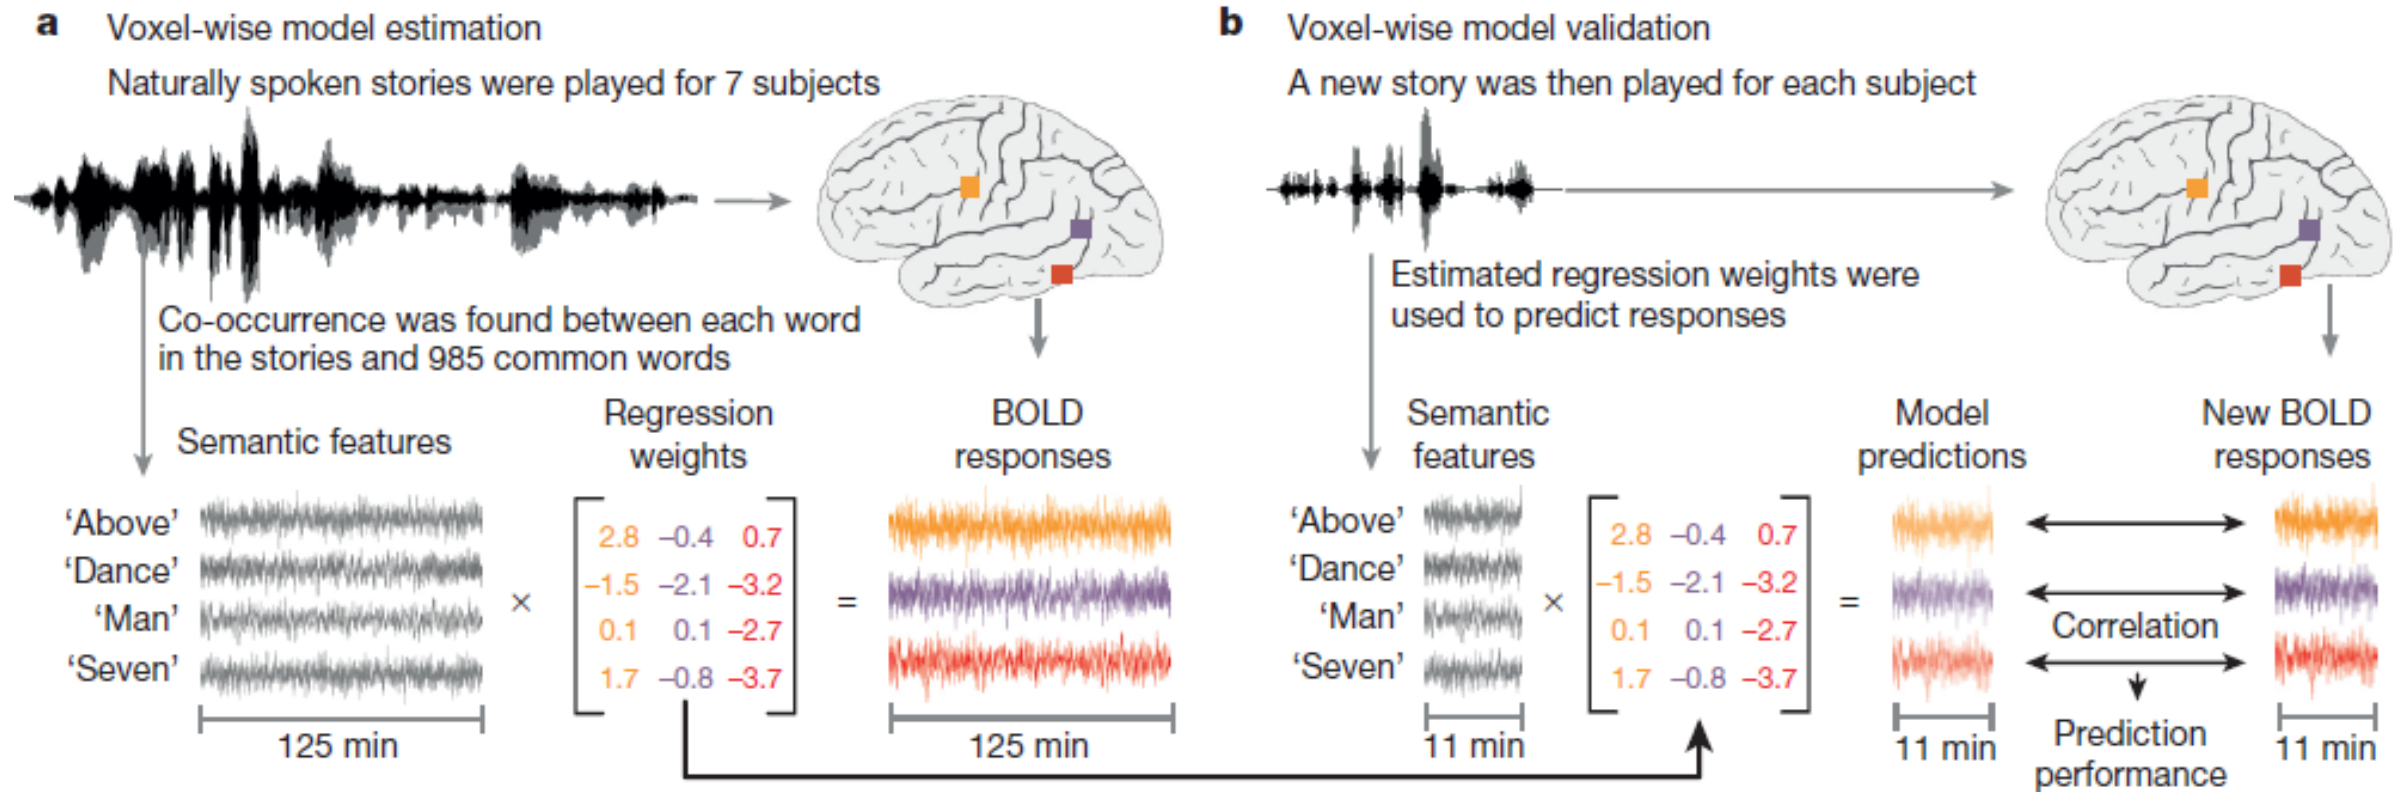 a Voxel-wise model estimation
Naturally spoken stories were played for 7 subjects
Co-occurrence was found between each word
in the stories and 985 common words
Semantic features
Regression
weights
BOLD
responses
‘Above’
‘Dance’
‘Man’
‘Seven’
×
2.8 –0.4 0.7
–1.5 –2.1 –3.2
0.1 0.1 –2.7
1.7 –0.8 –3.7
=
125 min
125 min
b Voxel-wise model validation
A new story was then played for each subject
Estimated regression weights were
used to predict responses
Semantic
features
Model
predictions
New BOLD
responses
‘Above’
‘Dance’
‘Man’
‘Seven’
×
2.8 –0.4 0.7
–1.5 –2.1 –3.2
0.1 0.1 –2.7
1.7 –0.8 –3.7
=
Correlation
Prediction
performance
11 min
11 min
11 min